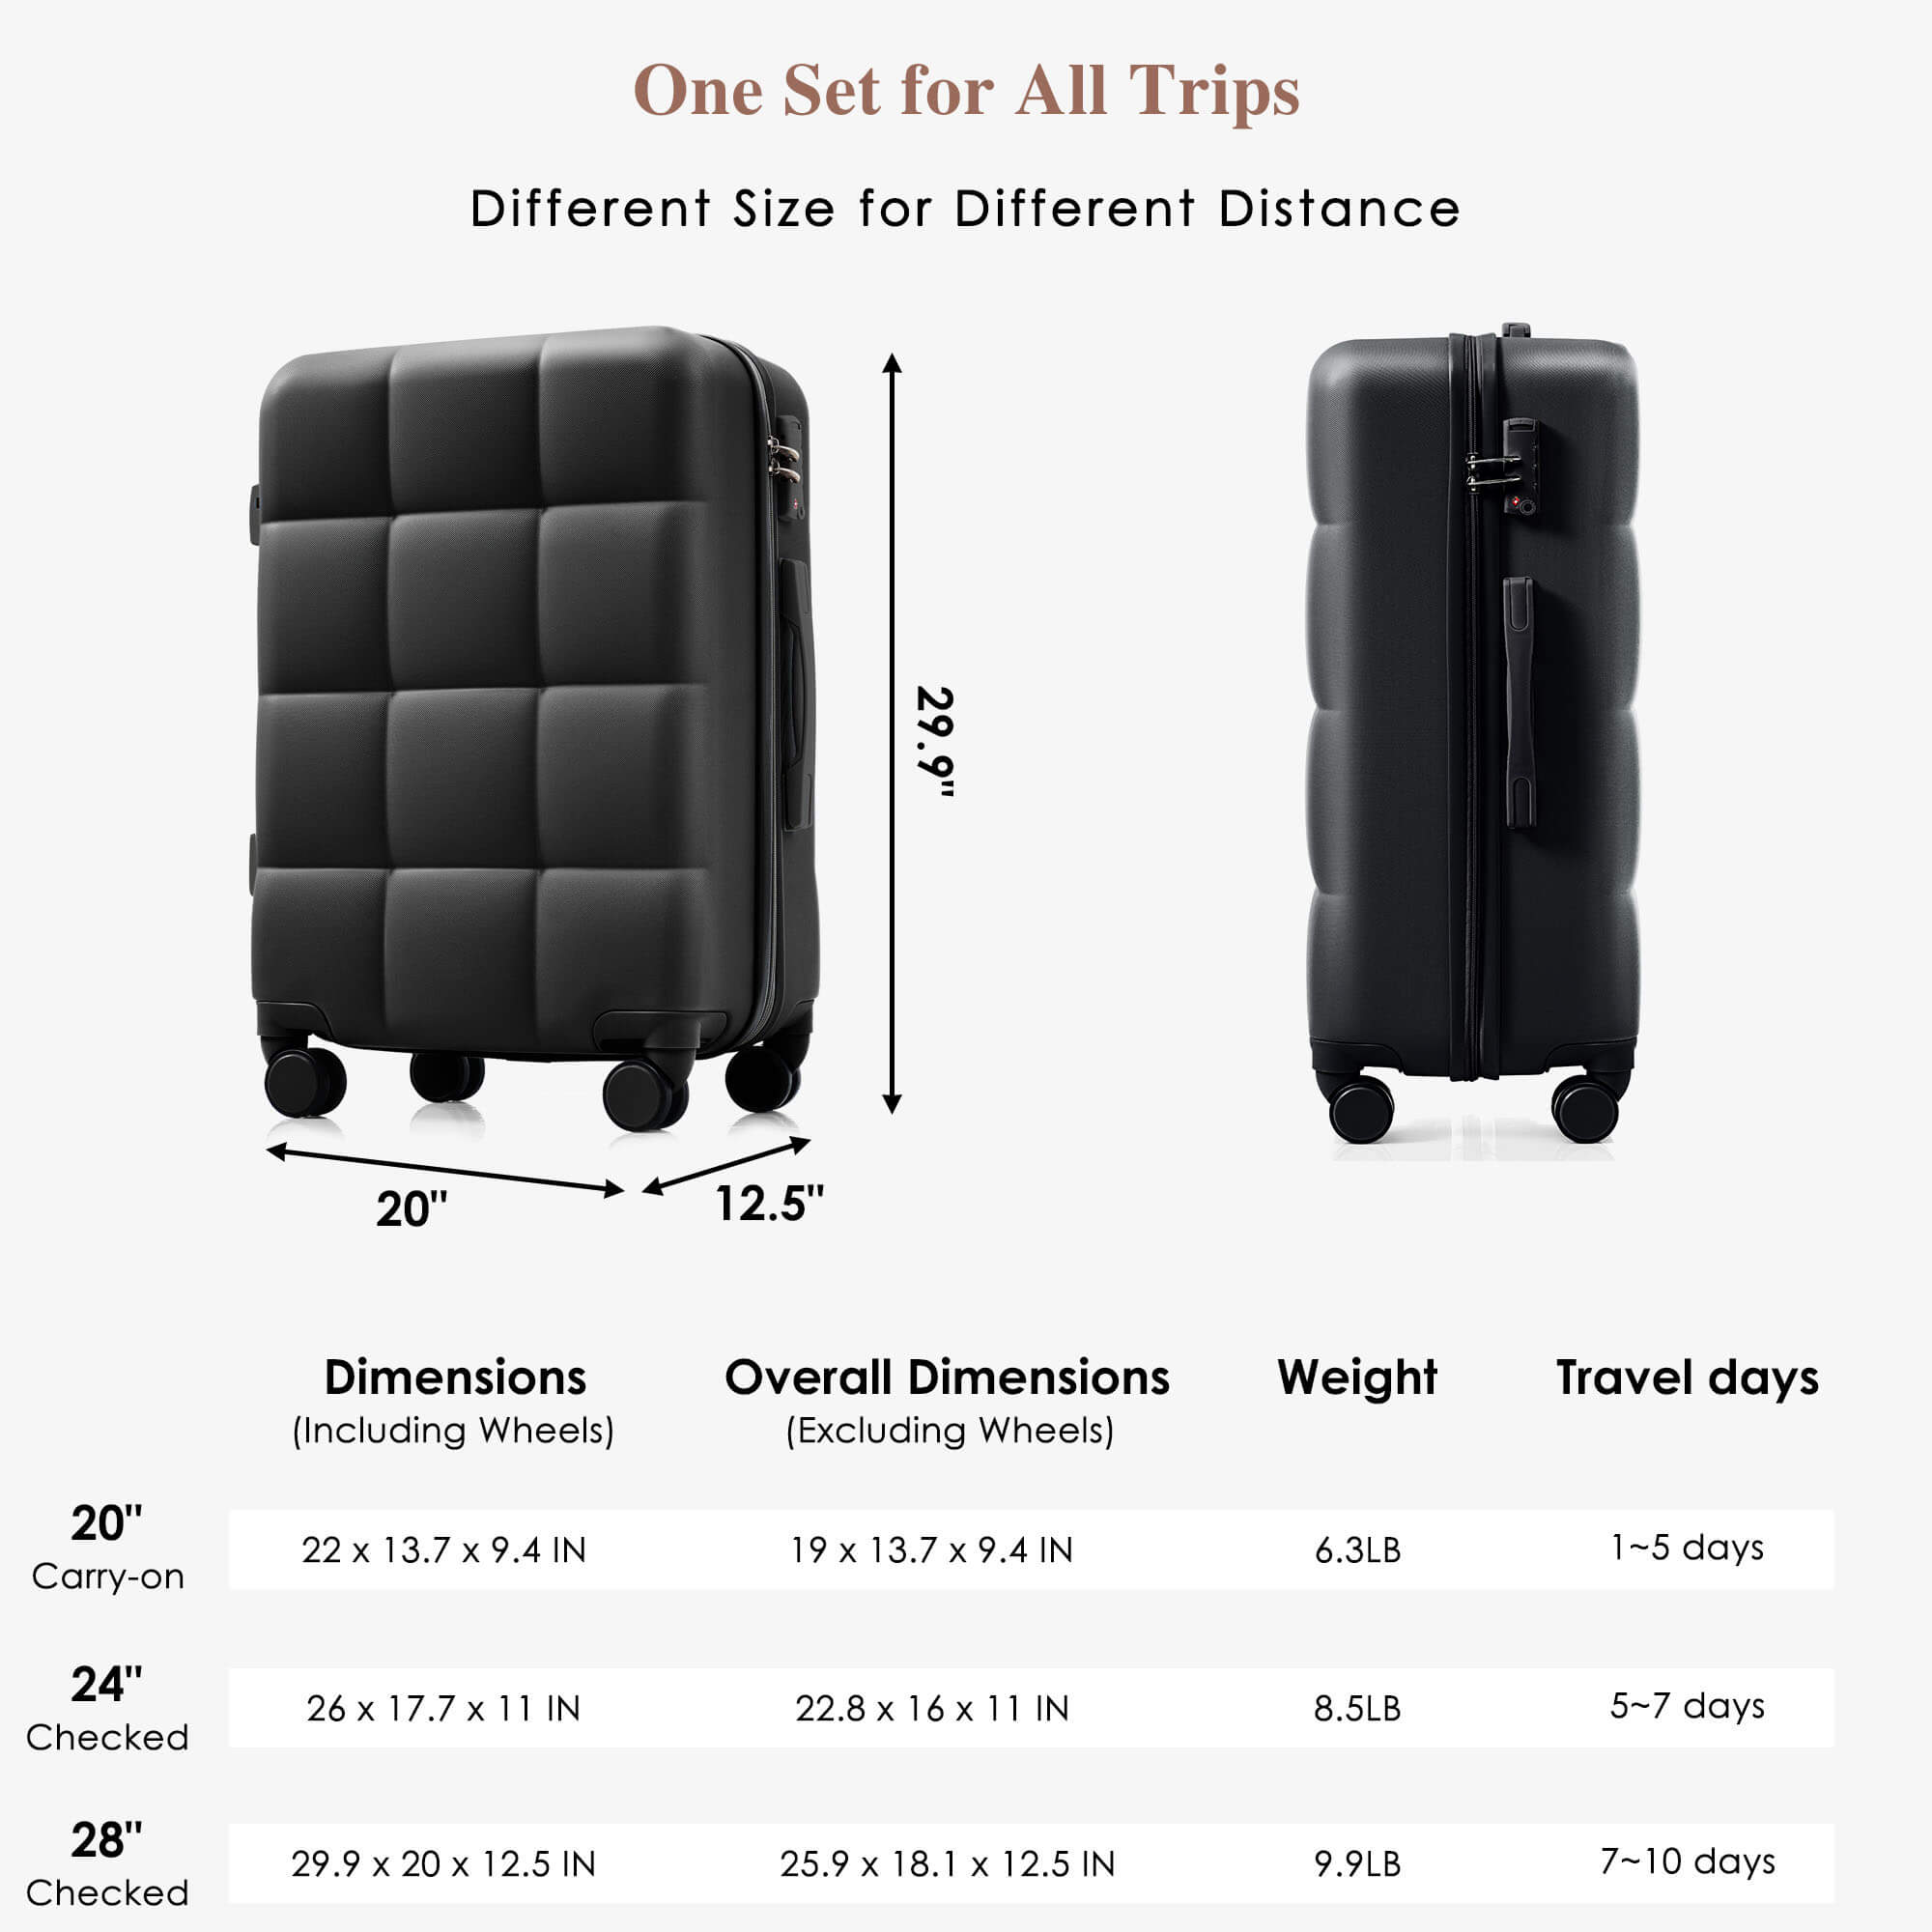 One Set for All Trips
Different Size for Different Distance
29.9"
20"
12.5"
Dimensions Overall Dimensions Weight Travel days
(Including Wheels) (Excluding Wheels)
20" Carry-on 22 x 13.7 x 9.4 IN 19 x 13.7 x 9.4 IN 6.3LB 1~5 days
24" Checked 26 x 17.7 x 11 IN 22.8 x 16 x 11 IN 8.5LB 5~7 days
28" Checked 29.9 x 20 x 12.5 IN 25.9 x 18.1 x 12.5 IN 9.9LB 7~10 days